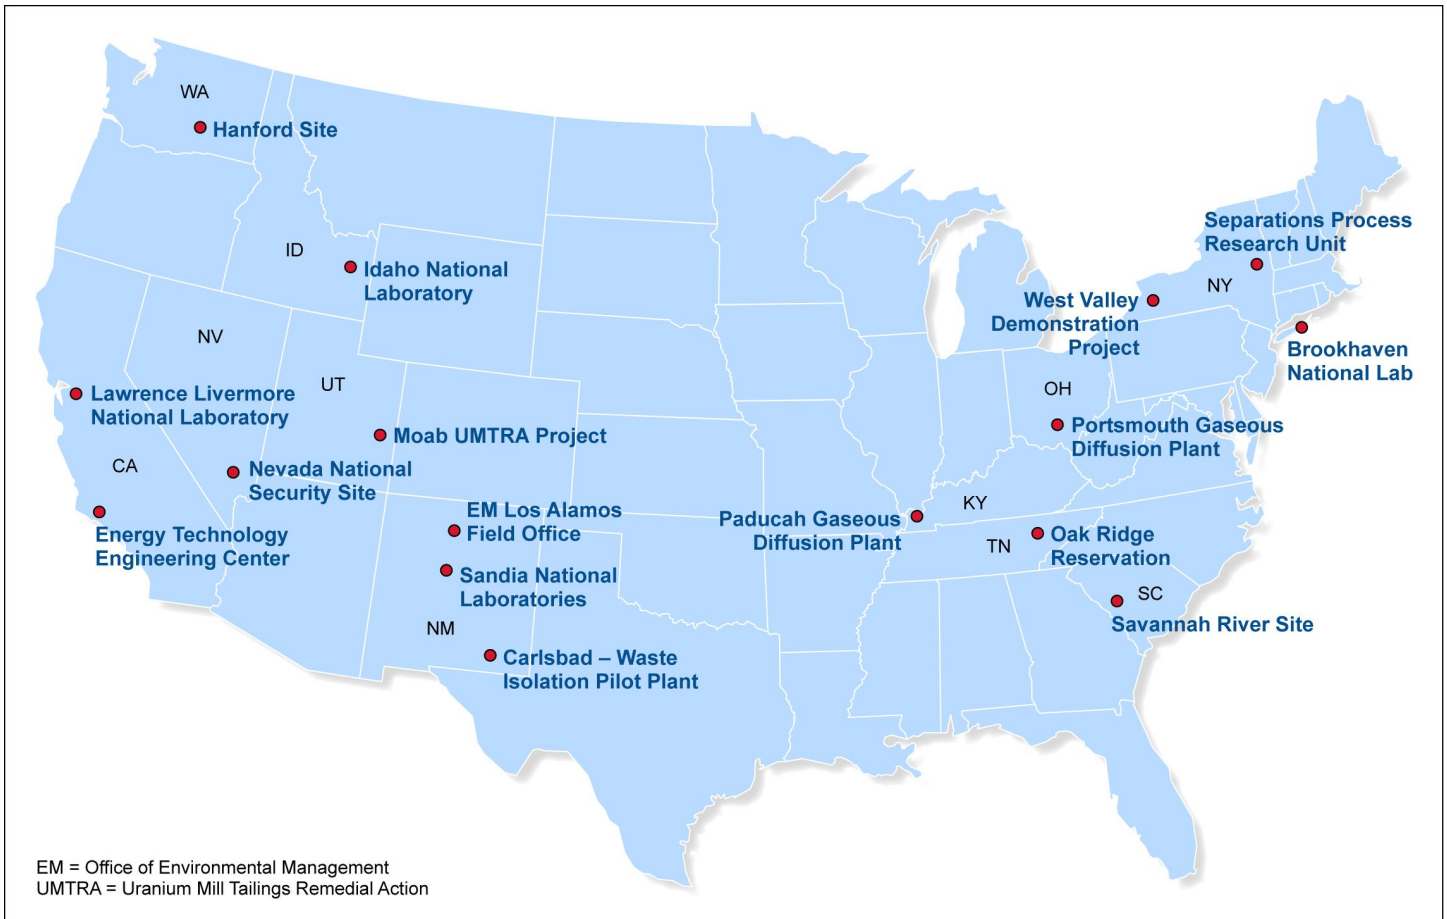 WA
Hanford Site
ID
Idaho National
Laboratory
NV
UT
Lawrence Livermore
National Laboratory
Moab UMTRA Project
CA
Nevada National
Security Site
Energy Technology
Engineering Center
EM Los Alamos
Field Office
Sandia National
Laboratories
NM
Carlsbad – Waste
Isolation Pilot Plant
Separations Process
Research Unit
NY
West Valley
Demonstration
Project
Brookhaven
National Lab
OH
Portsmouth Gaseous
Diffusion Plant
KY
Paducah Gaseous
Diffusion Plant
TN
Oak Ridge
Reservation
SC
Savannah River Site
EM = Office of Environmental Management
UMTRA = Uranium Mill Tailings Remedial Action